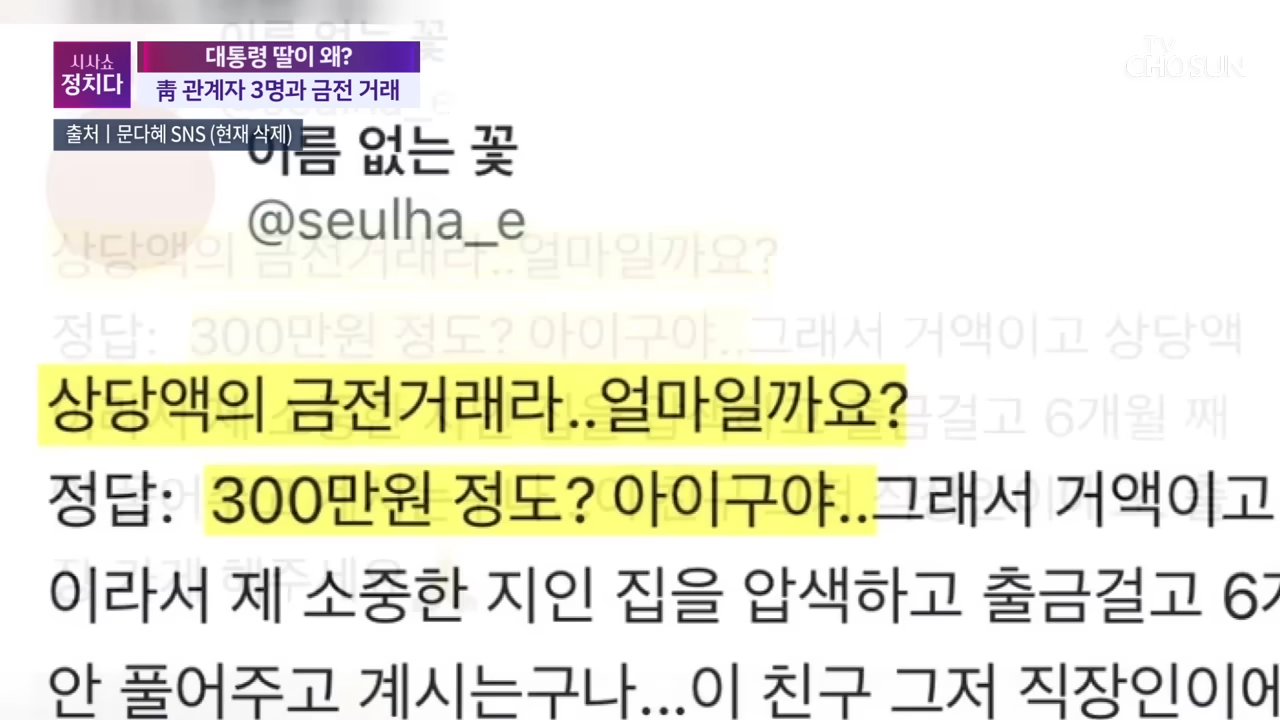 시사쇼
정치다
대통령 딸이 왜?
靑 관계자 3명과 금전 거래
출처ㅣ문다혜 SNS (현재 삭제)
TV
CHOSUN
이름 없는 꽃
@seulha_e
상당액의 금전거래라..얼마일까요?
정답: 300만원 정도? 아이구야..그래서 거액이고 상당액
상당액의 금전거래라..얼마일까요?
정답: 300만원 정도? 아이구야..그래서 거액이고
이라서 제 소중한 지인 집을 압색하고 출금걸고 6개
안 풀어주고 계시는구나...이 친구 그저 직장인이에